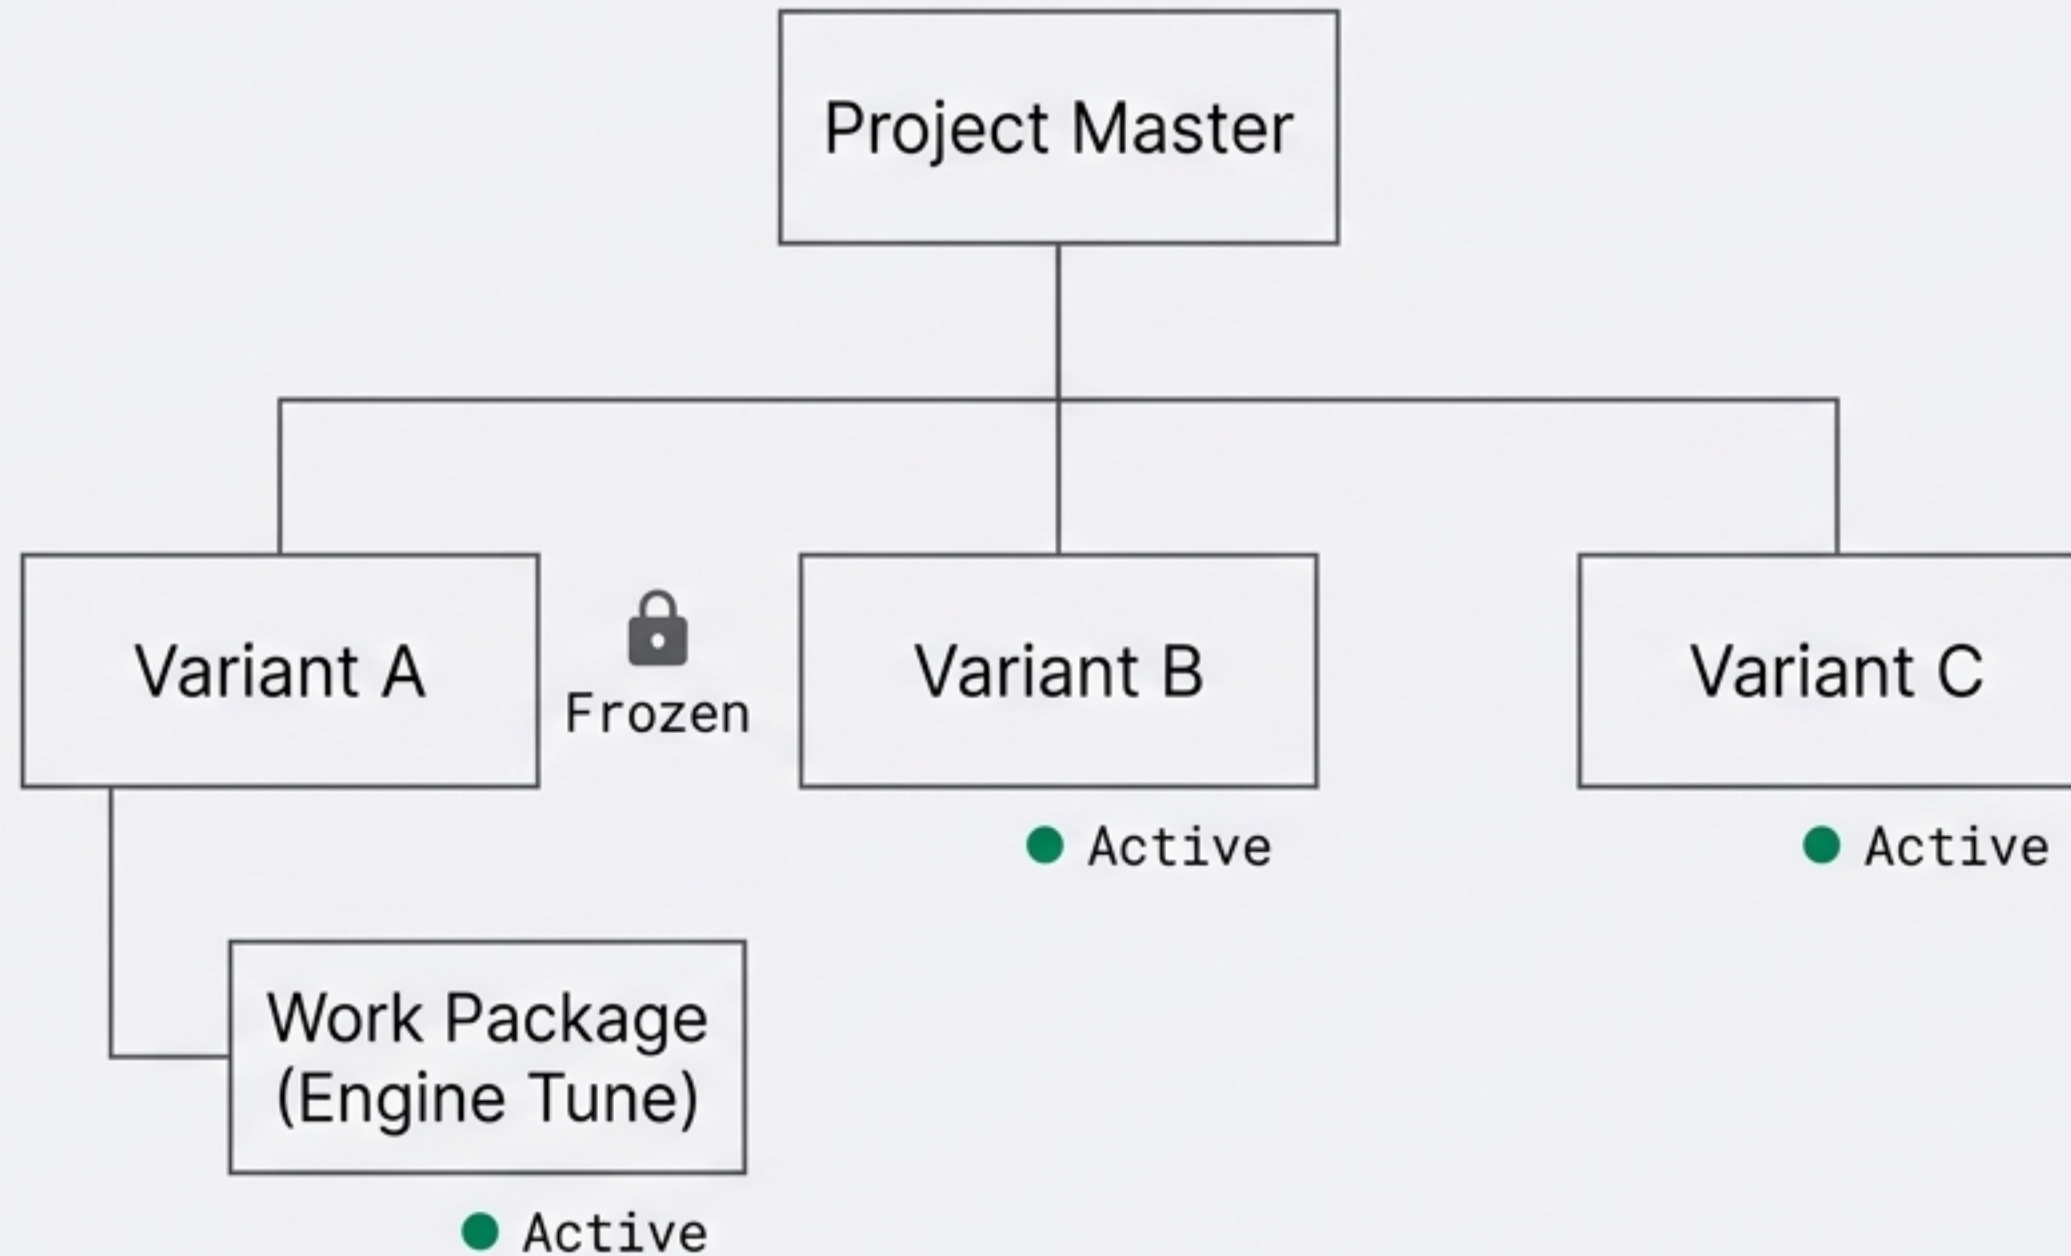 Project Master
Variant A
Frozen
Variant B
Variant C
Active
Active
Work Package
(Engine Tune)
Active